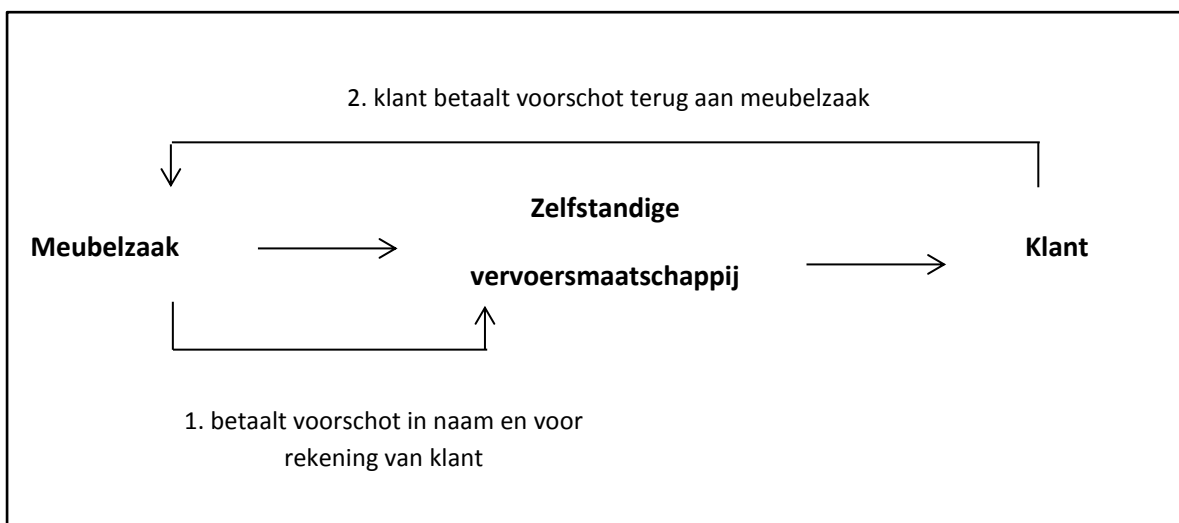 2. klant betaalt voorschot terug aan meubelzaak
Zelfstandige
Meubelzaak
vervoersmaatschappij
Klant
1. betaalt voorschot in naam en voor
rekening van klant